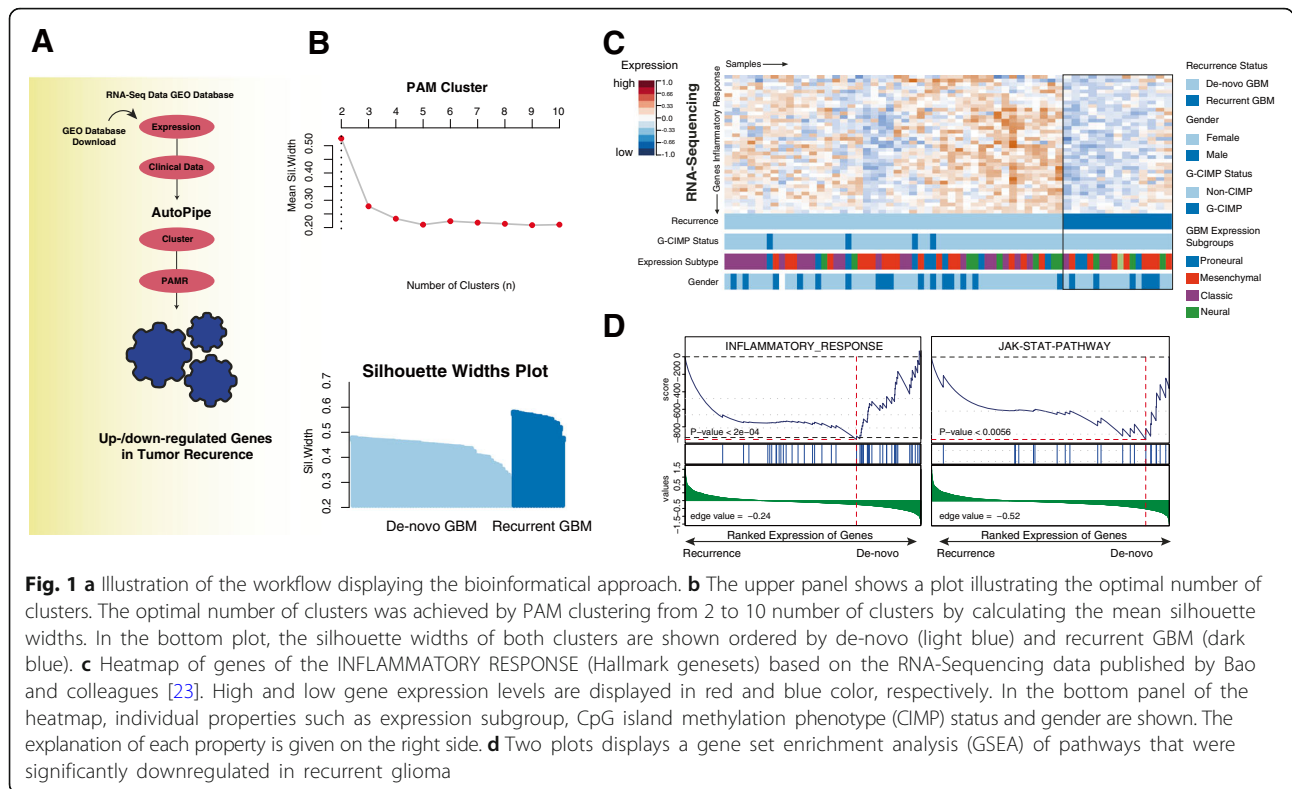 A
RNA-Seq Data GEO Database
GEO Database
Download
Expression
Clinical Data
AutoPipe
Cluster
PAMR
Up-/down-regulated Genes
in Tumor Recurence
B
PAM Cluster
2 3 4 5 6 7 8 9 10
Mean Sil.Width
0.20 0.30 0.40 0.50
Number of Clusters (n)
Silhouette Widths Plot
Sil.Width
0.7
0.6
0.5
0.4
0.3
0.2
De-novo GBM Recurrent GBM
C
Expression
high
low
1.0
0.66
0.33
0.0
-0.33
-0.66
-1.0
Samples
RNA-Sequencing
Genes Inflammatory Response
Recurrence
G-CIMP Status
Expression Subtype
Gender
Recurrence Status
De-novo GBM
Recurrent GBM
Gender
Female
Male
G-CIMP Status
Non-CIMP
G-CIMP
GBM Expression
Subgroups
Proneural
Mesenchymal
Classic
Neural
D
INFLAMMATORY_RESPONSE
JAK-STAT-PATHWAY
score
-800 -600 -400 -200 0
P-value < 2e-04
P-value < 0.0056
values
-1.5 -0.5 0.5 1.5
edge value = -0.24
edge value = -0.52
Ranked Expression of Genes
Ranked Expression of Genes
Recurrence De-novo
Recurrence De-novo
Fig. 1 a Illustration of the workflow displaying the bioinformatical approach. b The upper panel shows a plot illustrating the optimal number of
clusters. The optimal number of clusters was achieved by PAM clustering from 2 to 10 number of clusters by calculating the mean silhouette
widths. In the bottom plot, the silhouette widths of both clusters are shown ordered by de-novo (light blue) and recurrent GBM (dark
blue). c Heatmap of genes of the INFLAMMATORY RESPONSE (Hallmark genesets) based on the RNA-Sequencing data published by Bao
and colleagues [23]. High and low gene expression levels are displayed in red and blue color, respectively. In the bottom panel of the
heatmap, individual properties such as expression subgroup, CpG island methylation phenotype (CIMP) status and gender are shown. The
explanation of each property is given on the right side. d Two plots displays a gene set enrichment analysis (GSEA) of pathways that were
significantly downregulated in recurrent glioma